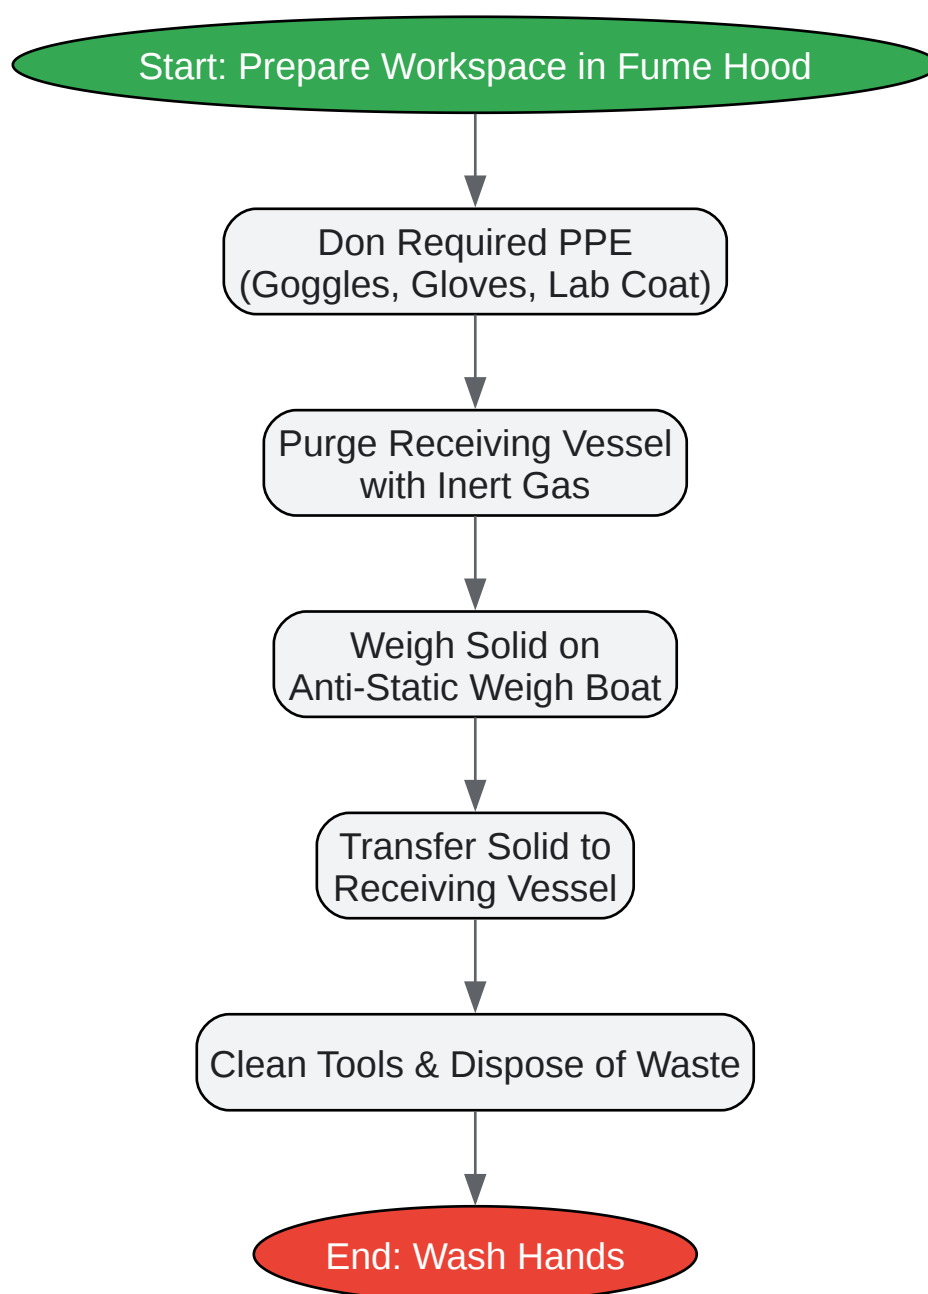 Start: Prepare Workspace in Fume Hood
Don Required PPE
(Goggles, Gloves, Lab Coat)
Purge Receiving Vessel
with Inert Gas
Weigh Solid on
Anti-Static Weigh Boat
Transfer Solid to
Receiving Vessel
Clean Tools & Dispose of Waste
End: Wash Hands